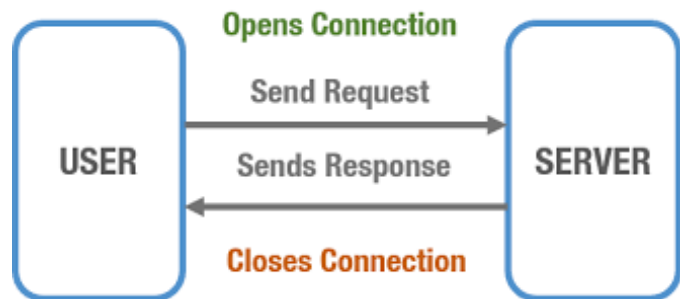 Opens Connection
Send Request
USER
Sends Response
SERVER
Closes Connection